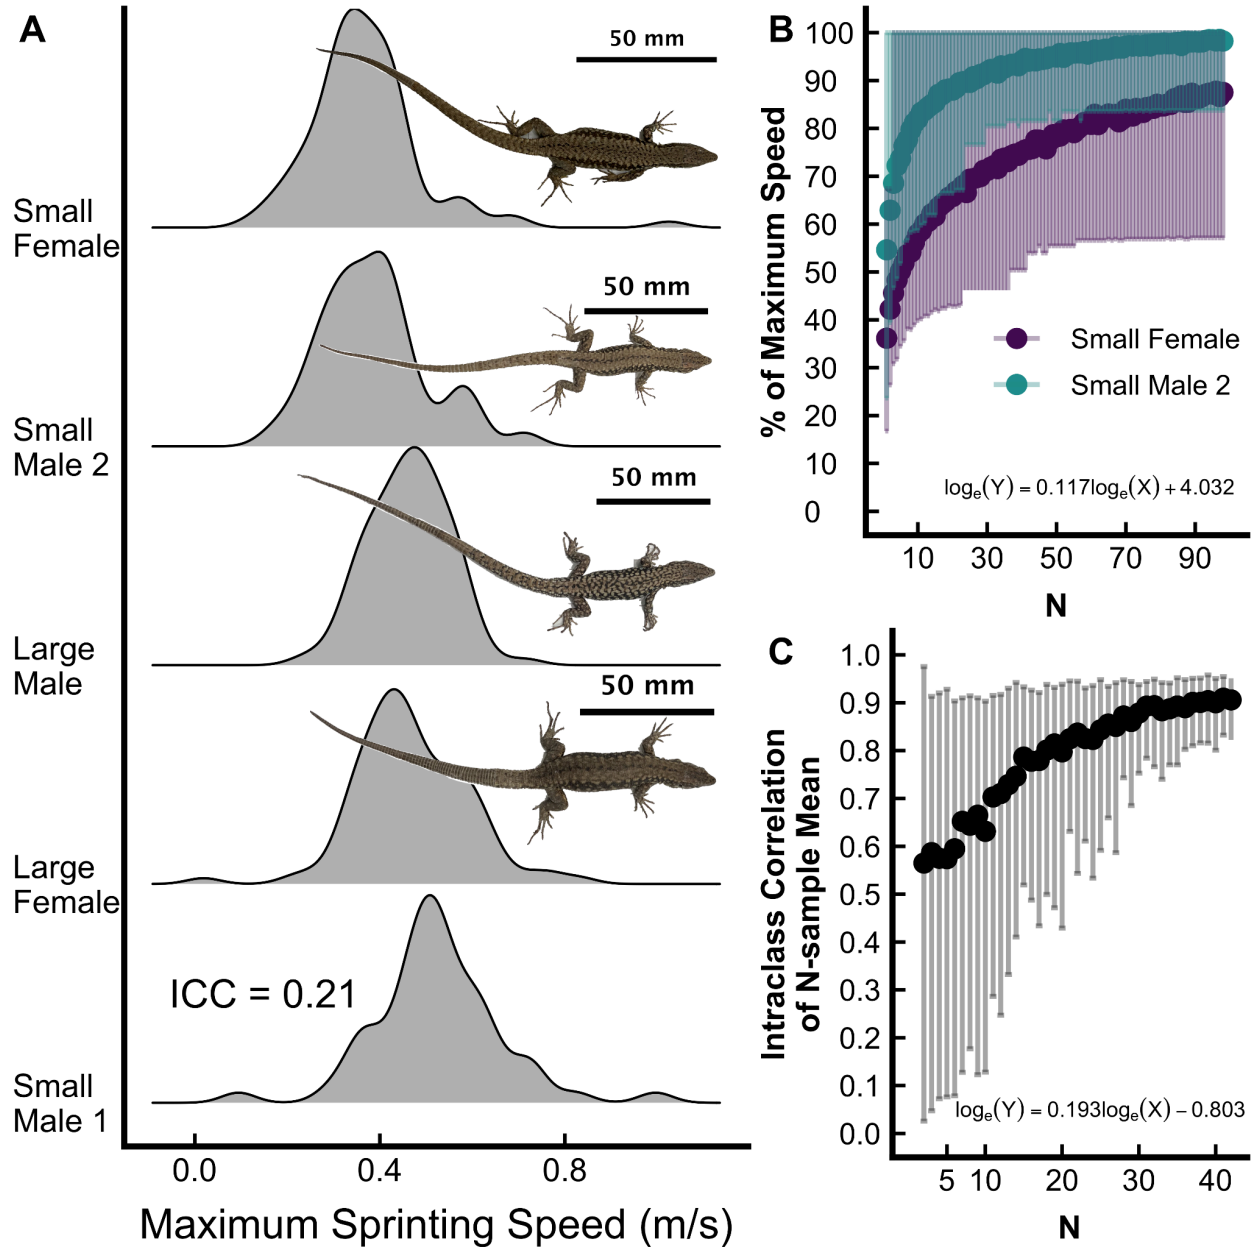 A
50 mm
Small
Female
50 mm
Small
Male 2
50 mm
Large
Male
50 mm
Large
Female
ICC = 0.21
Small
Male 1
0.0 0.4 0.8
Maximum Sprinting Speed (m/s)
B
% of Maximum Speed
100
90
80
70
60
50
40
30
20
10
0
Small Female
Small Male 2
logₑ(Y) = 0.117logₑ(X) + 4.032
10 30 50 70 90
N
C
Intraclass Correlation
of N-sample Mean
1.0
0.9
0.8
0.7
0.6
0.5
0.4
0.3
0.2
0.1
0.0
logₑ(Y) = 0.193logₑ(X) − 0.803
5 10 20 30 40
N